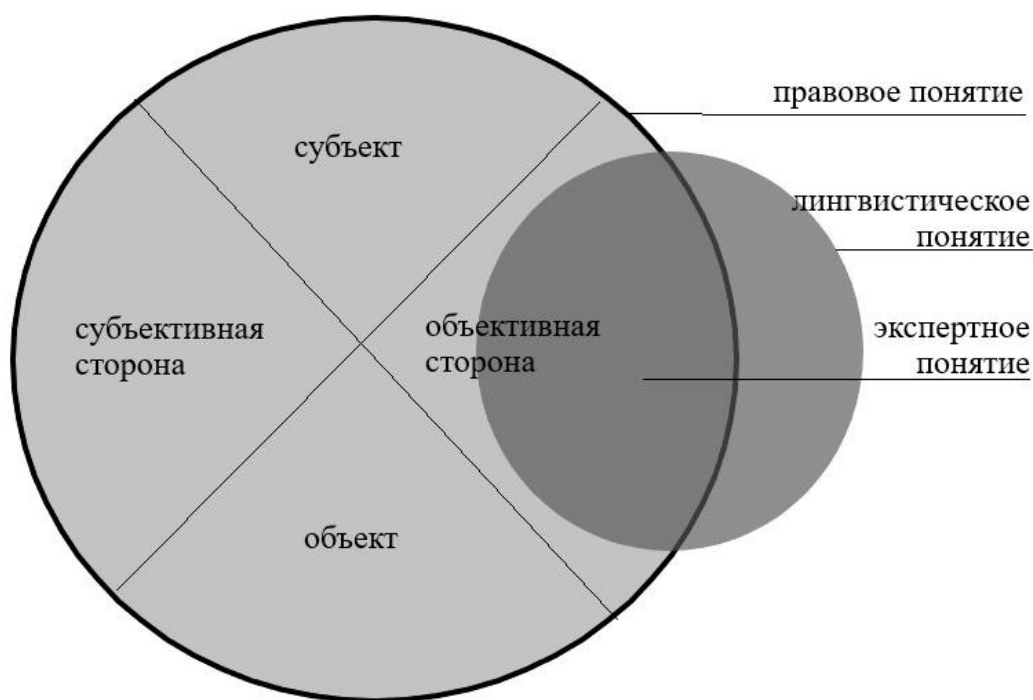 правовое понятие
субъект
лингвистическое
понятие
субъективная
сторона
объективная
сторона
экспертное
понятие
объект